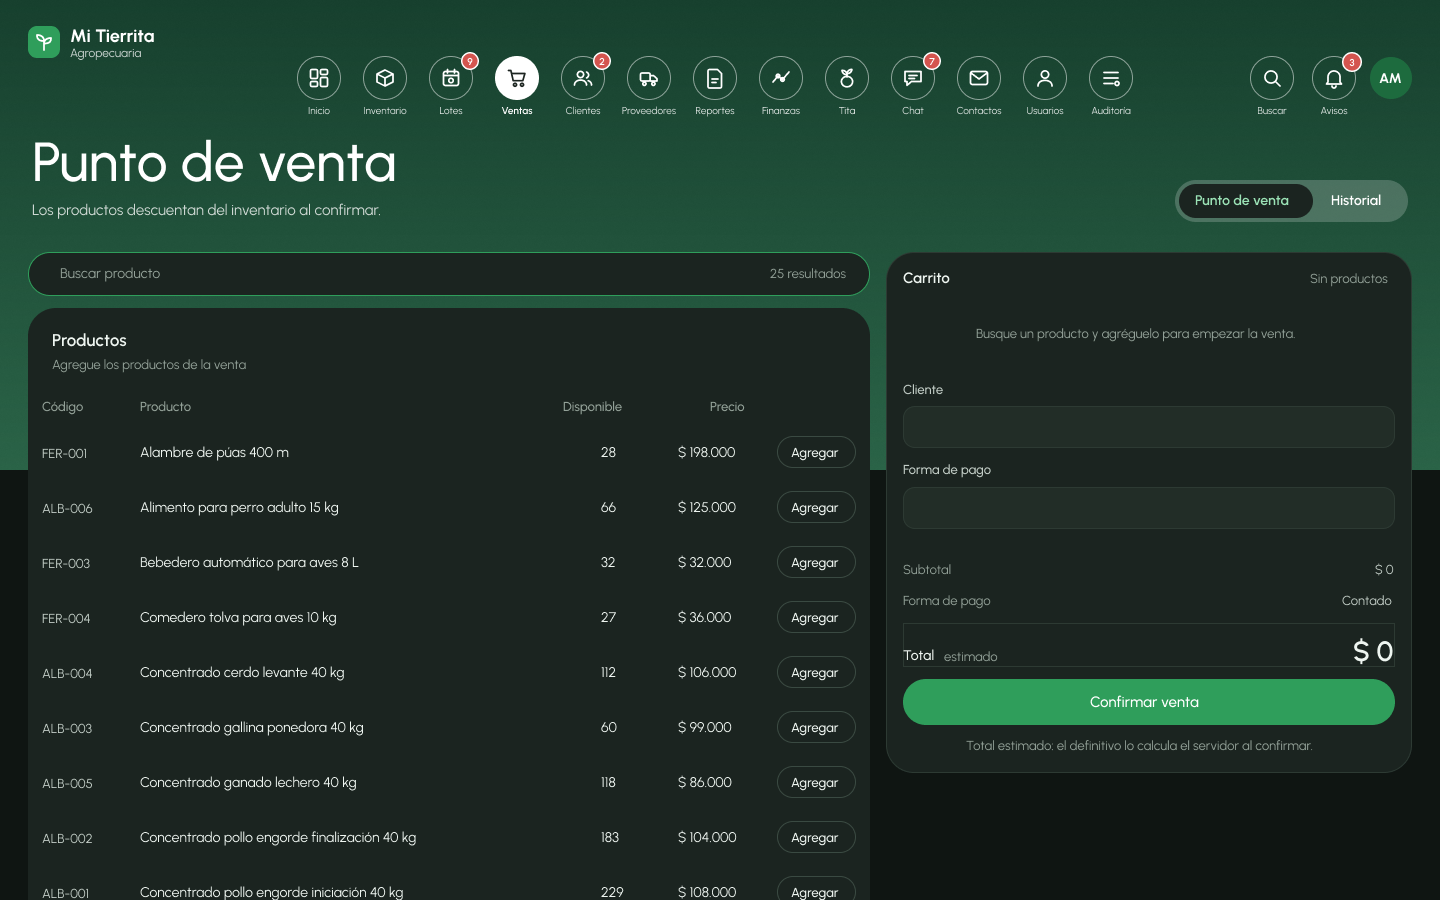 Mi Tierrita
Agropecuaria
9
2
7
3
AM
Inicio
Inventario
Lotes
Ventas
Clientes
Proveedores
Reportes
Finanzas
Tita
Chat
Contactos
Usuarios
Auditoría
Buscar
Avisos
Punto de venta
Los productos descuentan del inventario al confirmar.
Punto de venta
Historial
Buscar producto
25 resultados
Productos
Agregue los productos de la venta
Código Producto Disponible Precio
FER-001 Alambre de púas 400 m 28 $ 198.000 Agregar
ALB-006 Alimento para perro adulto 15 kg 66 $ 125.000 Agregar
FER-003 Bebedero automático para aves 8 L 32 $ 32.000 Agregar
FER-004 Comedero tolva para aves 10 kg 27 $ 36.000 Agregar
ALB-004 Concentrado cerdo levante 40 kg 112 $ 106.000 Agregar
ALB-003 Concentrado gallina ponedora 40 kg 60 $ 99.000 Agregar
ALB-005 Concentrado ganado lechero 40 kg 118 $ 86.000 Agregar
ALB-002 Concentrado pollo engorde finalización 40 kg 183 $ 104.000 Agregar
ALB-001 Concentrado pollo engorde iniciación 40 kg 229 $ 108.000 Agregar
Carrito
Sin productos
Busque un producto y agréguelo para empezar la venta.
Cliente
Forma de pago
Subtotal $ 0
Forma de pago Contado
Total estimado $ 0
Confirmar venta
Total estimado: el definitivo lo calcula el servidor al confirmar.